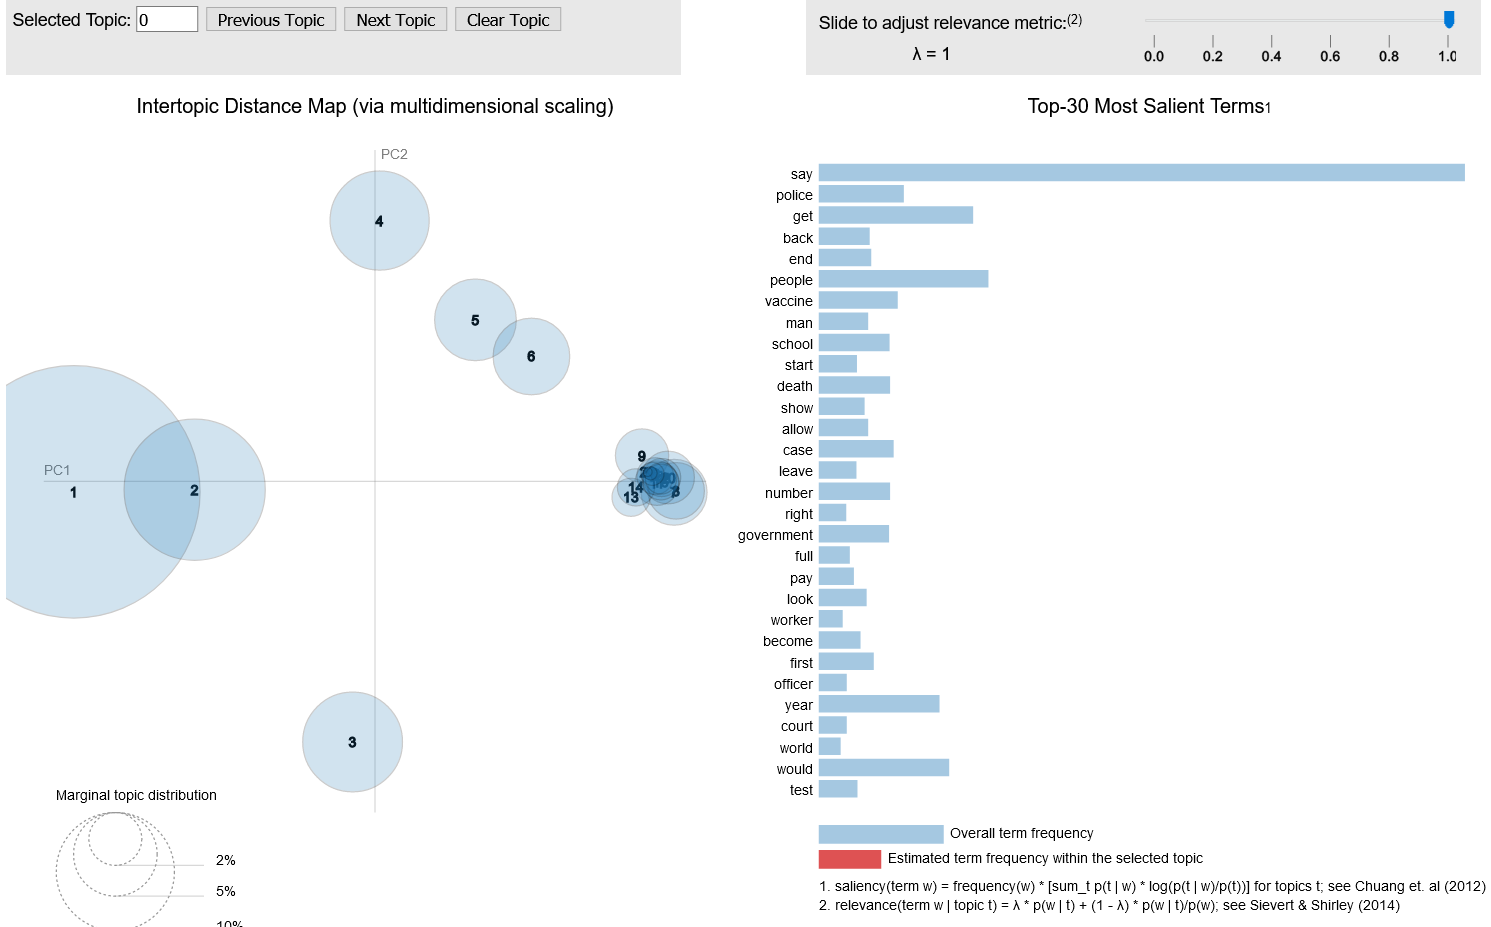 Selected Topic: 0 Previous Topic Next Topic Clear Topic
Slide to adjust relevance metric:(2)
λ = 1
0.0 0.2 0.4 0.6 0.8 1.0
Intertopic Distance Map (via multidimensional scaling)
PC2
4
5
6
9
PC1
1
2
14
13
3
3
Marginal topic distribution
2%
5%
10%
Top-30 Most Salient Terms1
say
police
get
back
end
people
vaccine
man
school
start
death
show
allow
case
leave
number
right
government
full
pay
look
worker
become
first
officer
year
court
world
would
test
Overall term frequency
Estimated term frequency within the selected topic
1. saliency(term w) = frequency(w) * [sum_t p(t | w) * log(p(t | w)/p(t))] for topics t; see Chuang et. al (2012)
2. relevance(term w | topic t) = λ * p(w | t) + (1 - λ) * p(w | t)/p(w); see Sievert & Shirley (2014)